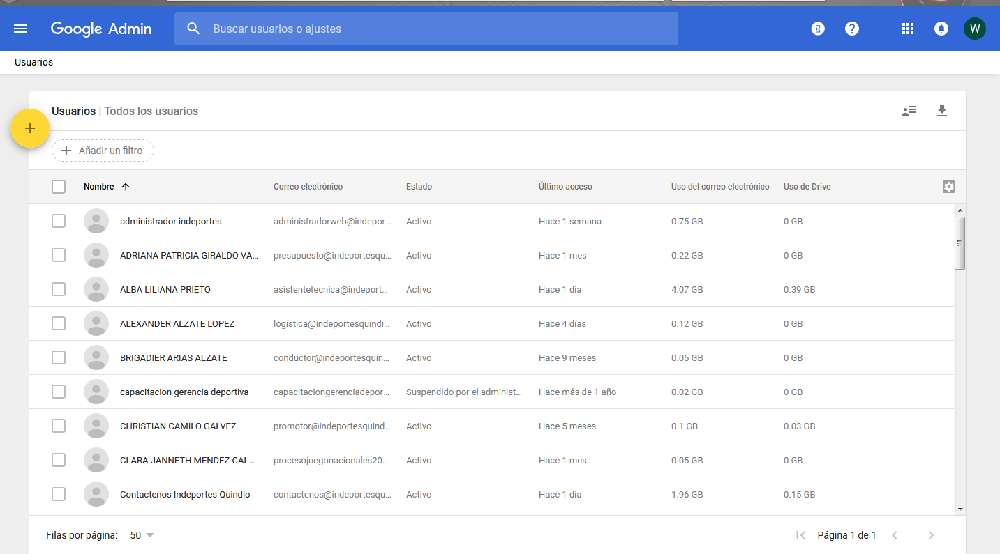 Google Admin Buscar usuarios o ajustes W
Usuarios
Usuarios | Todos los usuarios
Añadir un filtro
Nombre Correo electrónico Estado Último acceso Uso del correo electrónico Uso de Drive
administrador indeportes administradorweb@indepor... Activo Hace 1 semana 0.75 GB 0 GB
ADRIANA PATRICIA GIRALDO VA... presupuesto@indeportesqu... Activo Hace 1 mes 0.22 GB 0 GB
ALBA LILIANA PRIETO asistentetecnica@indeport... Activo Hace 1 día 4.07 GB 0.39 GB
ALEXANDER ALZATE LOPEZ logistica@indeportesquindi... Activo Hace 4 días 0.12 GB 0 GB
BRIGADIER ARIAS ALZATE conductor@indeportesquin... Activo Hace 9 meses 0.06 GB 0 GB
capacitacion gerencia deportiva capacitaciongerenciadepor... Suspendido por el administ... Hace más de 1 año 0.02 GB 0 GB
CHRISTIAN CAMILO GALVEZ promotor@indeportesquind... Activo Hace 5 meses 0.1 GB 0.03 GB
CLARA JANNETH MENDEZ CAL... procesojuegonacionales20... Activo Hace 1 mes 0.05 GB 0 GB
Contactenos Indeportes Quindio contactenos@indeportesqu... Activo Hace 1 día 1.96 GB 0.15 GB
Filas por página: 50 Página 1 de 1